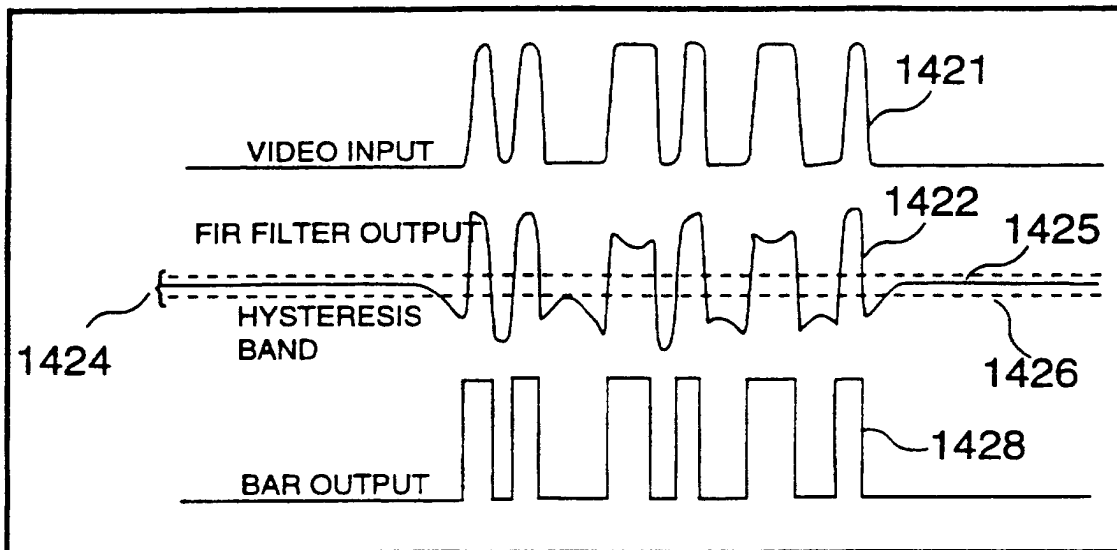 1421
VIDEO INPUT
1422
FIR FILTER OUTPUT
1425
HYSTERESIS
BAND
1424
1426
1428
BAR OUTPUT